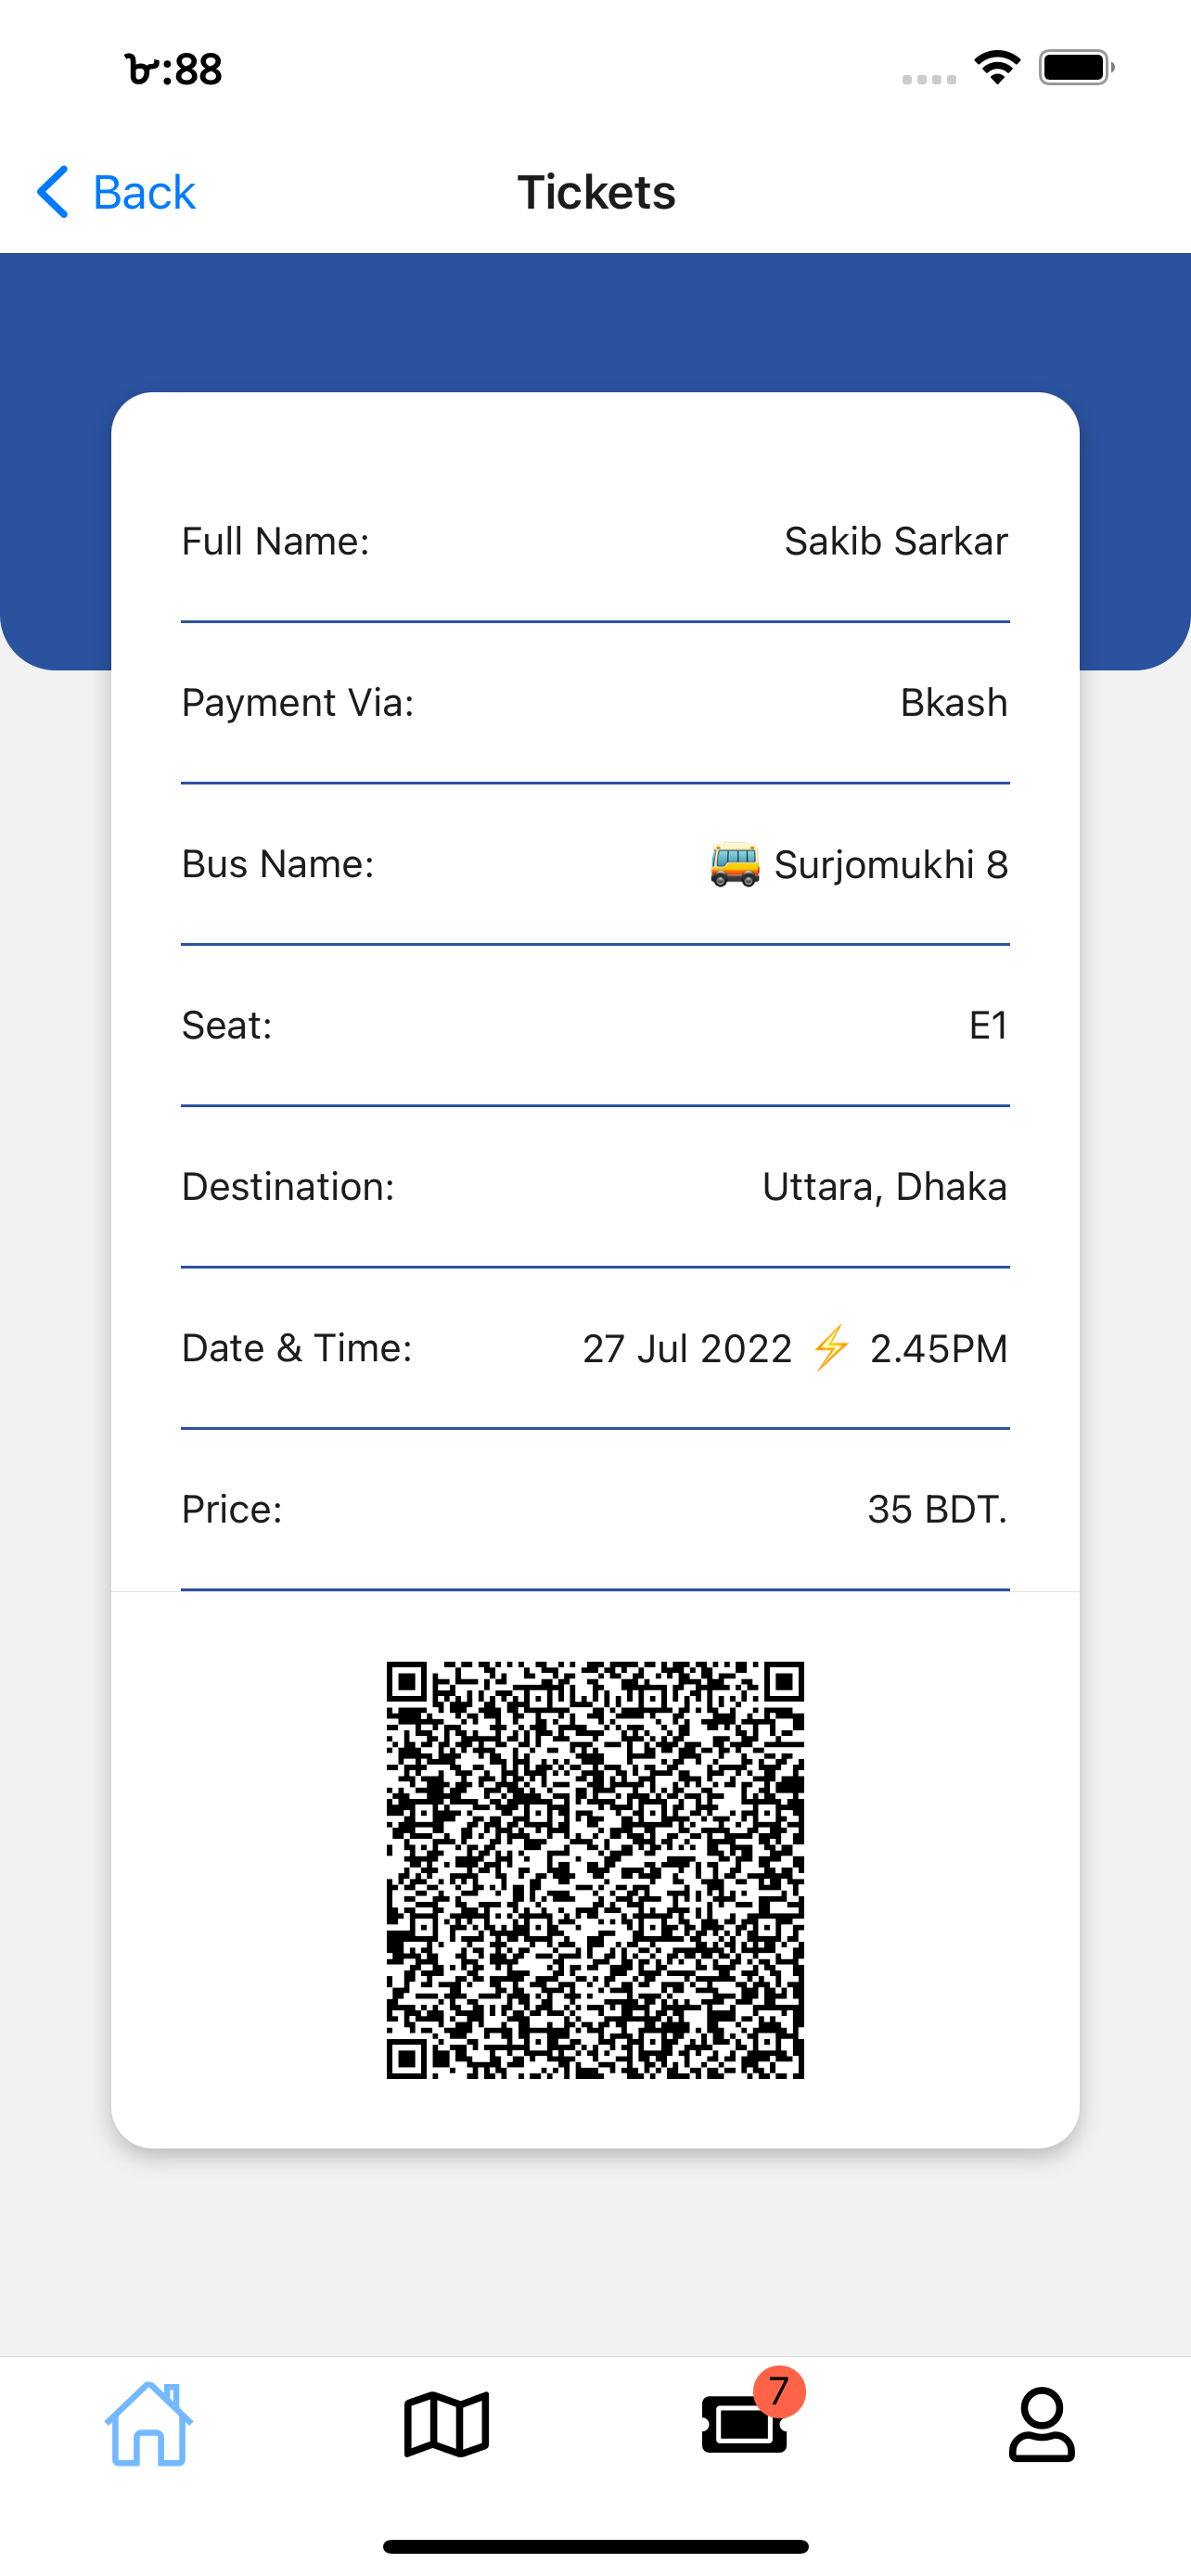 ৮:৪৪
Back
Tickets
Full Name: Sakib Sarkar
Payment Via: Bkash
Bus Name: 🚌 Surjomukhi 8
Seat: E1
Destination: Uttara, Dhaka
Date & Time: 27 Jul 2022 ⚡ 2.45PM
Price: 35 BDT.
7